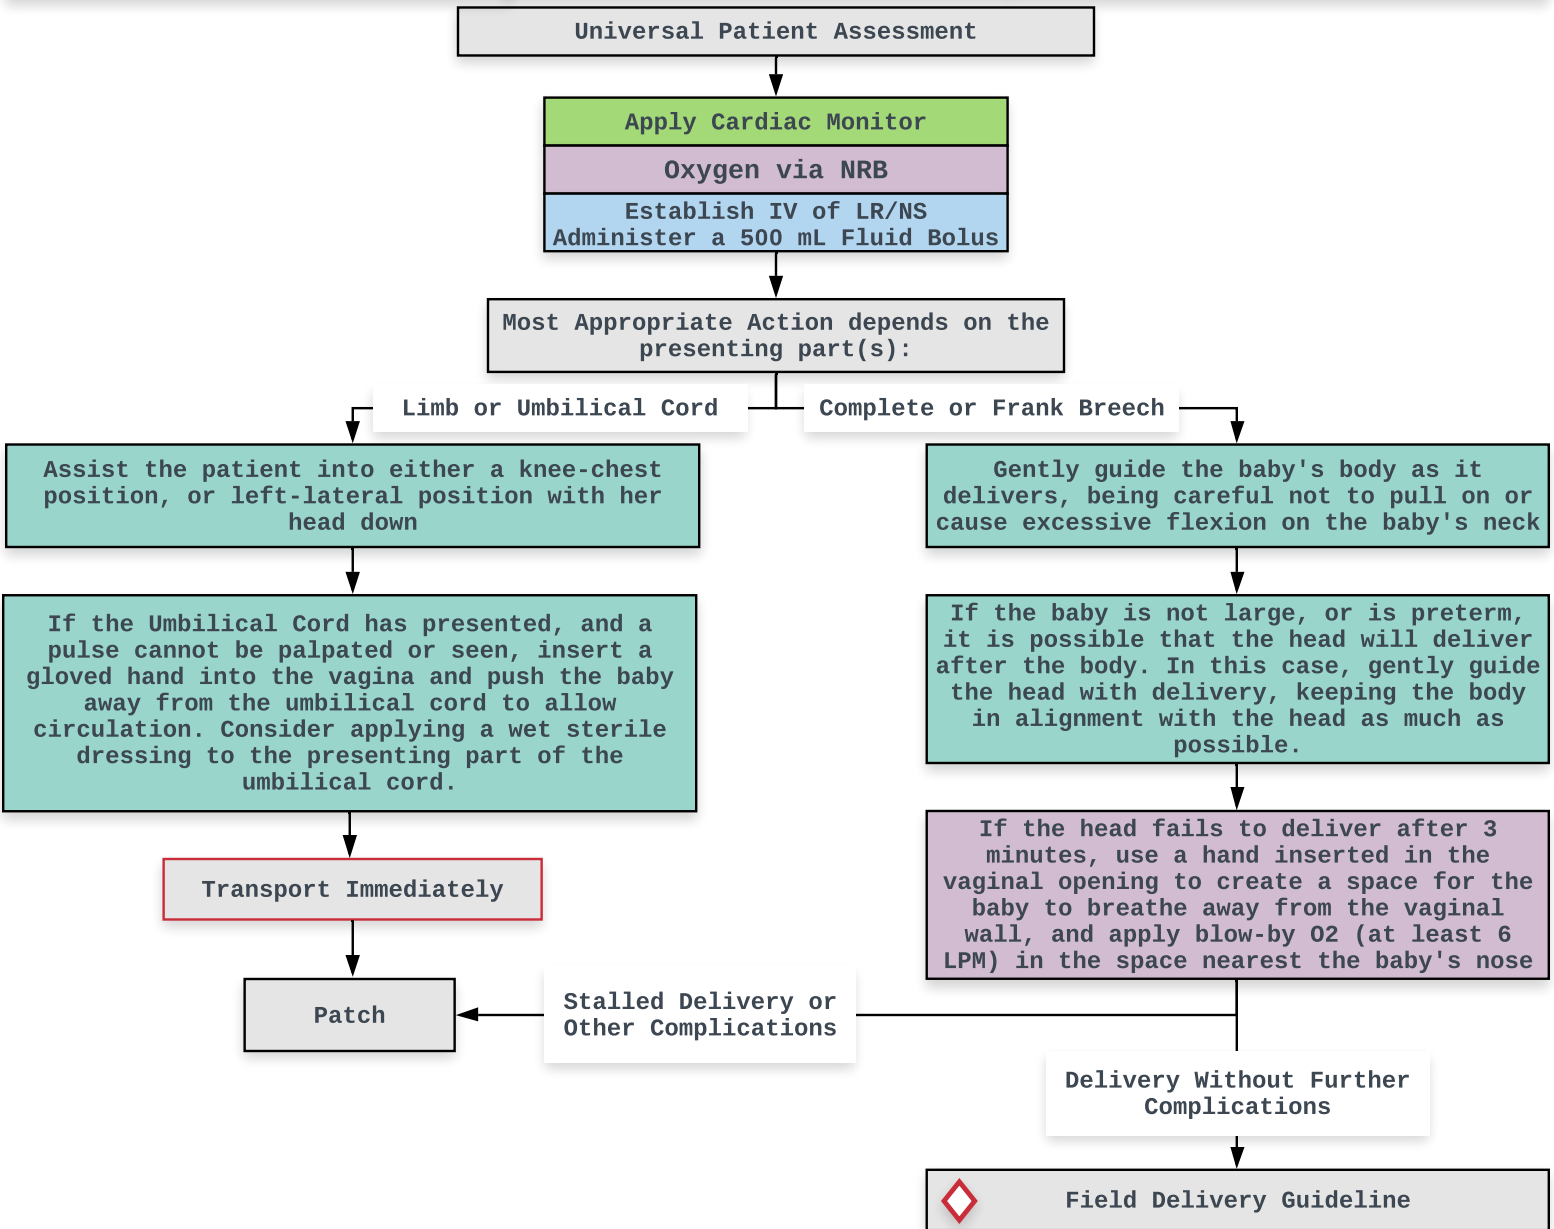 Universal Patient Assessment
Apply Cardiac Monitor
Oxygen via NRB
Establish IV of LR/NS
Administer a 500 mL Fluid Bolus
Most Appropriate Action depends on the
presenting part(s):
Limb or Umbilical Cord
Complete or Frank Breech
Assist the patient into either a knee-chest
position, or left-lateral position with her
head down
If the Umbilical Cord has presented, and a
pulse cannot be palpated or seen, insert a
gloved hand into the vagina and push the baby
away from the umbilical cord to allow
circulation. Consider applying a wet sterile
dressing to the presenting part of the
umbilical cord.
Transport Immediately
Patch
Gently guide the baby's body as it
delivers, being careful not to pull on or
cause excessive flexion on the baby's neck
If the baby is not large, or is preterm,
it is possible that the head will deliver
after the body. In this case, gently guide
the head with delivery, keeping the body
in alignment with the head as much as
possible.
If the head fails to deliver after 3
minutes, use a hand inserted in the
vaginal opening to create a space for the
baby to breathe away from the vaginal
wall, and apply blow-by O2 (at least 6
LPM) in the space nearest the baby's nose
Stalled Delivery or
Other Complications
Delivery Without Further
Complications
Field Delivery Guideline